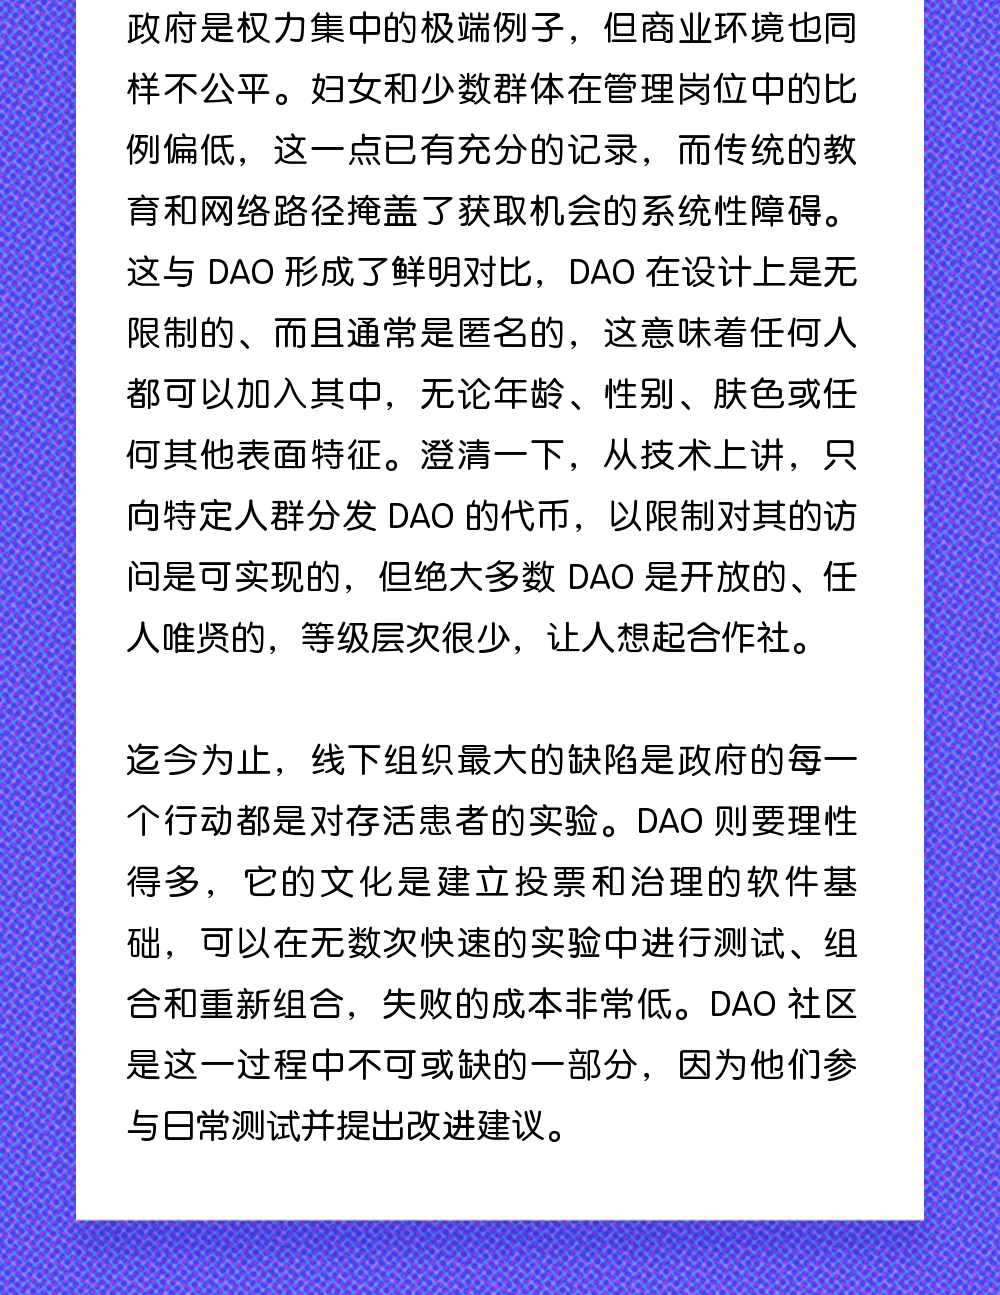 政府是权力集中的极端例子，但商业环境也同
样不公平。妇女和少数群体在管理岗位中的比
例偏低，这一点已有充分的记录，而传统的教
育和网络路径掩盖了获取机会的系统性障碍。
这与 DAO 形成了鲜明对比，DAO 在设计上是无
限制的、而且通常是匿名的，这意味着任何人
都可以加入其中，无论年龄、性别、肤色或任
何其他表面特征。澄清一下，从技术上讲，只
向特定人群分发 DAO 的代币，以限制对其的访
问是可实现的，但绝大多数 DAO 是开放的、任
人唯贤的，等级层次很少，让人想起合作社。
迄今为止，线下组织最大的缺陷是政府的每一
个行动都是对存活患者的实验。DAO 则要理性
得多，它的文化是建立投票和治理的软件基
础，可以在无数次快速的实验中进行测试、组
合和重新组合，失败的成本非常低。DAO 社区
是这一过程中不可或缺的一部分，因为他们参
与日常测试并提出改进建议。